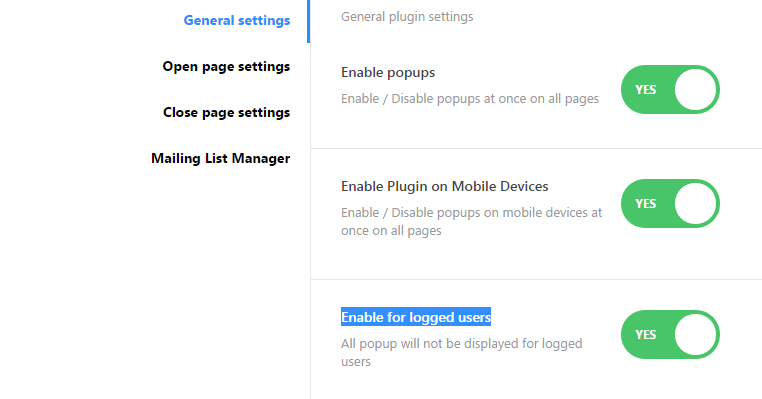 General settings
Open page settings
Close page settings
Mailing List Manager
General plugin settings
Enable popups
Enable / Disable popups at once on all pages
YES
Enable Plugin on Mobile Devices
Enable / Disable popups on mobile devices at
once on all pages
YES
Enable for logged users
All popup will not be displayed for logged
users
YES